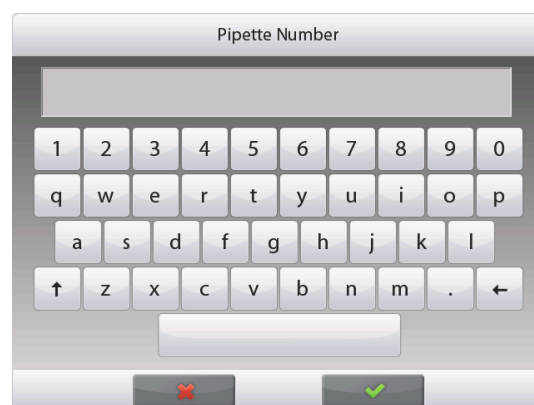 Pipette Number
1 2 3 4 5 6 7 8 9 0
q w e r t y u i o p
a s d f g h j k l
↑ z x c v b n m . ←